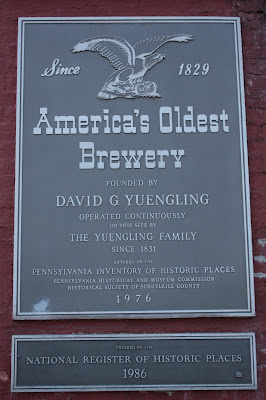 Since 1829
America's Oldest
Brewery
FOUNDED BY
DAVID G YUENGLING
OPERATED CONTINUOUSLY
ON THIS SITE BY
THE YUENGLING FAMILY
SINCE 1831
ENTERED ON THE
PENNSYLVANIA INVENTORY OF HISTORIC PLACES
PENNSYLVANIA HISTORICAL AND MUSEUM COMMISSION
HISTORICAL SOCIETY OF SCHUYLKILL COUNTY
1976
ENTERED ON THE
NATIONAL REGISTER OF HISTORIC PLACES
1986